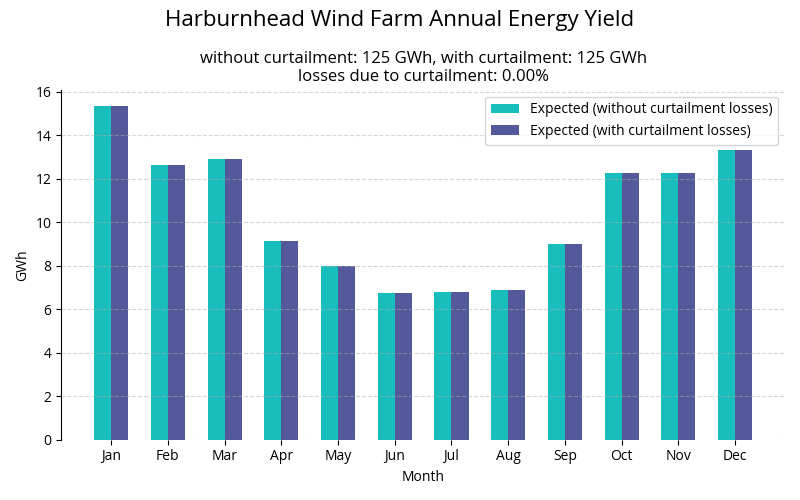 Harburnhead Wind Farm Annual Energy Yield
without curtailment: 125 GWh, with curtailment: 125 GWh
losses due to curtailment: 0.00%
Expected (without curtailment losses)
Expected (with curtailment losses)
GWh
16
14
12
10
8
6
4
2
0
Jan Feb Mar Apr May Jun Jul Aug Sep Oct Nov Dec
Month